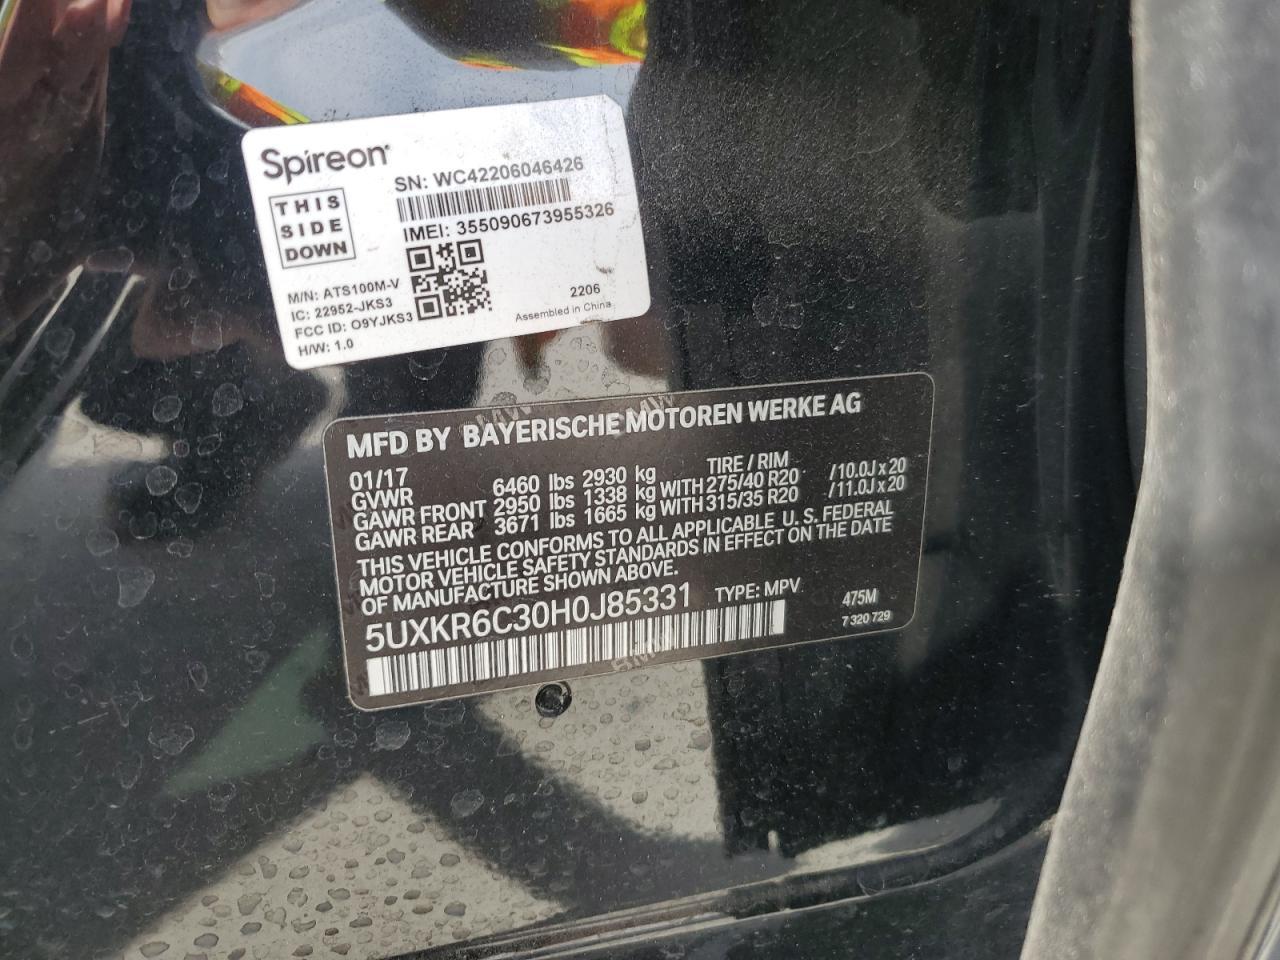 Spireon
THIS
SIDE
DOWN
SN: WC42206046426
IMEI: 355090673955326
M/N: ATS100M-V
IC: 22952-JKS3
FCC ID: O9YJKS3
H/W: 1.0
2206
Assembled in China
MFD BY BAYERISCHE MOTOREN WERKE AG
01/17 TIRE / RIM
GVWR 6460 lbs 2930 kg
GAWR FRONT 2950 lbs 1338 kg WITH 275/40 R20 /10.0J x 20
GAWR REAR 3671 lbs 1665 kg WITH 315/35 R20 /11.0J x 20
THIS VEHICLE CONFORMS TO ALL APPLICABLE U. S. FEDERAL
MOTOR VEHICLE SAFETY STANDARDS IN EFFECT ON THE DATE
OF MANUFACTURE SHOWN ABOVE.
5UXKR6C30H0J85331 TYPE: MPV 475M
7 320 729